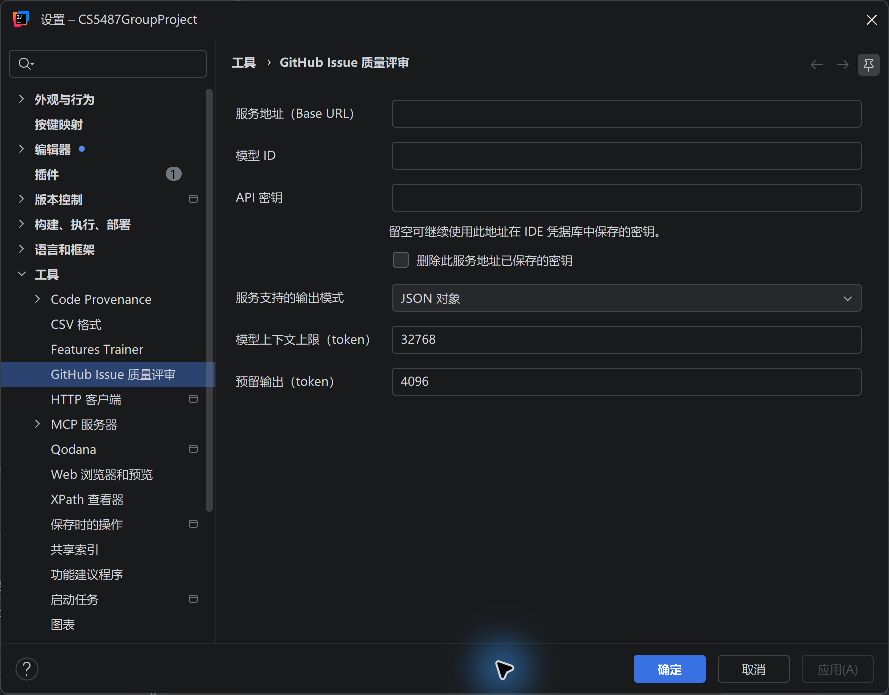 设置 – CS5487GroupProject
外观与行为
按键映射
编辑器
插件 1
版本控制
构建、执行、部署
语言和框架
工具
Code Provenance
CSV 格式
Features Trainer
GitHub Issue 质量评审
HTTP 客户端
MCP 服务器
Qodana
Web 浏览器和预览
XPath 查看器
保存时的操作
共享索引
功能建议程序
启动任务
图表
工具 › GitHub Issue 质量评审
服务地址（Base URL）
模型 ID
API 密钥
留空可继续使用此地址在 IDE 凭据库中保存的密钥。
删除此服务地址已保存的密钥
服务支持的输出模式 JSON 对象
模型上下文上限（token） 32768
预留输出（token） 4096
? 确定 取消 应用(A)